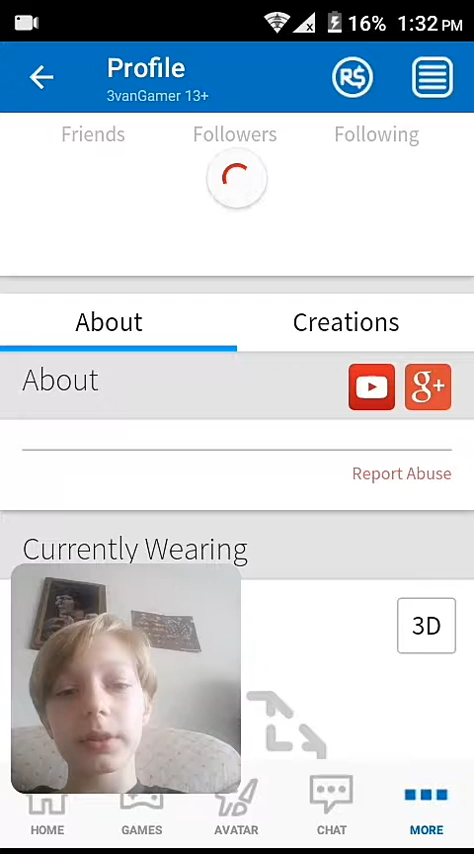 16% 1:32 PM
Profile
R$
3vanGamer 13+
Friends Followers Following
About Creations
About
g+
Report Abuse
Currently Wearing
3D
HOME GAMES AVATAR CHAT MORE